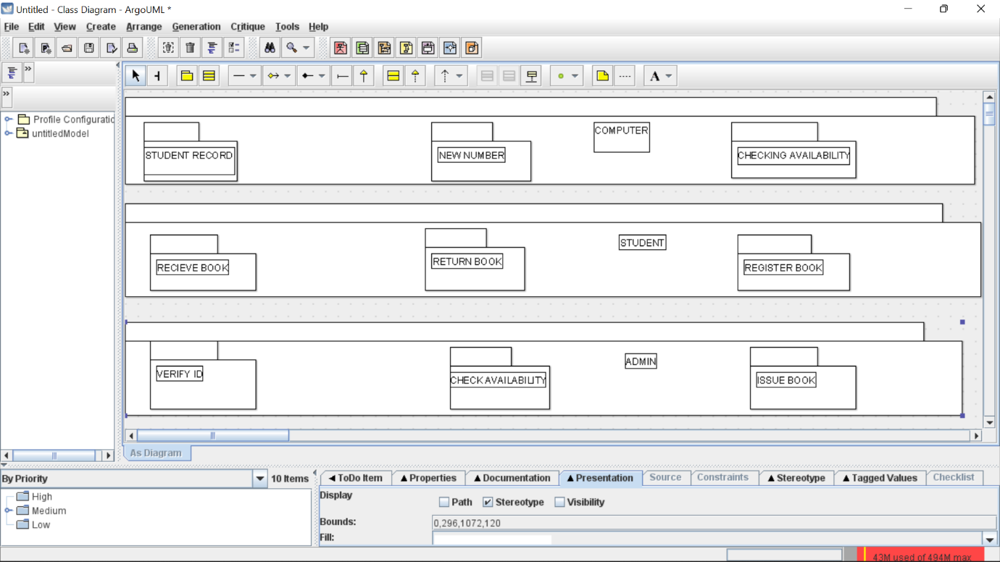 Untitled - Class Diagram - ArgoUML *
File Edit View Create Arrange Generation Critique Tools Help
A
Profile Configuratio
untitledModel
STUDENT RECORD
NEW NUMBER
COMPUTER
CHECKING AVAILABILITY
RECIEVE BOOK
RETURN BOOK
STUDENT
REGISTER BOOK
VERIFY ID
CHECK AVAILABILITY
ADMIN
ISSUE BOOK
As Diagram
By Priority
10 Items
High
Medium
Low
ToDo Item Properties Documentation Presentation Source Constraints Stereotype Tagged Values Checklist
Display
Path Stereotype Visibility
Bounds: 0,296,1072,120
Fill:
43M used of 494M max